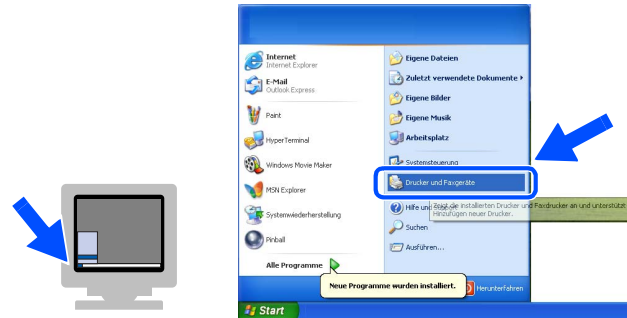 Internet
Internet Explorer
E-Mail
Outlook Express
Paint
HyperTerminal
Windows Movie Maker
MSN Explorer
Systemwiederherstellung
Pinball
Alle Programme
Eigene Dateien
Zuletzt verwendete Dokumente
Eigene Bilder
Eigene Musik
Arbeitsplatz
Systemsteuerung
Drucker und Faxgeräte
Hilfe und
Zeigt die installierten Drucker und Faxdrucker an und unterstützt
Hinzufügen neuer Drucker.
Suchen
Ausführen...
Neue Programme wurden installiert.
Herunterfahren
Start